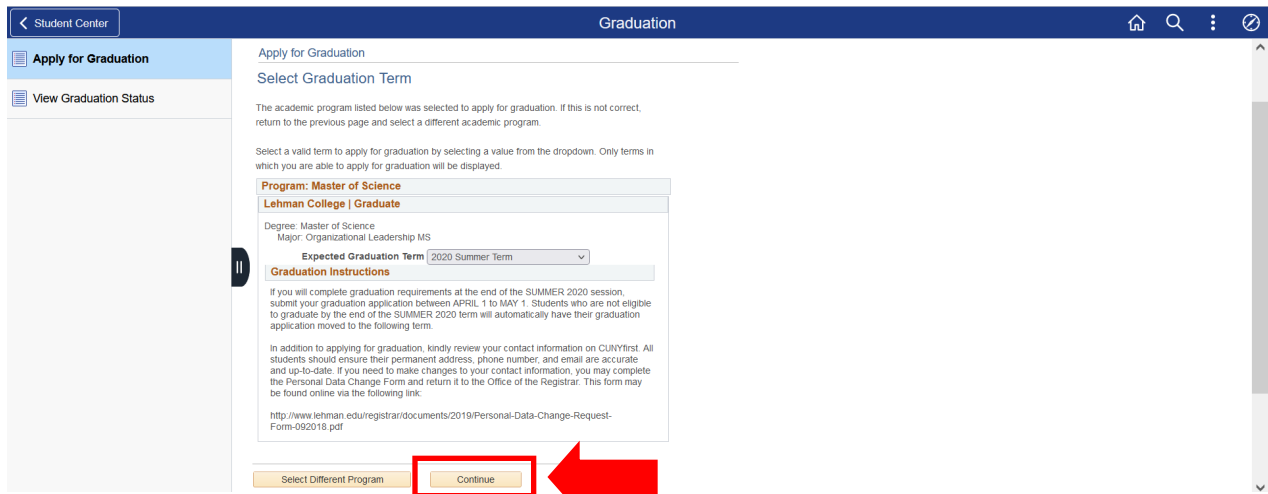 Student Center
Graduation
Apply for Graduation
View Graduation Status
Apply for Graduation
Select Graduation Term
The academic program listed below was selected to apply for graduation. If this is not correct,
return to the previous page and select a different academic program.
Select a valid term to apply for graduation by selecting a value from the dropdown. Only terms in
which you are able to apply for graduation will be displayed.
Program: Master of Science
Lehman College | Graduate
Degree: Master of Science
Major: Organizational Leadership MS
Expected Graduation Term 2020 Summer Term
Graduation Instructions
If you will complete graduation requirements at the end of the SUMMER 2020 session,
submit your graduation application between APRIL 1 to MAY 1. Students who are not eligible
to graduate by the end of the SUMMER 2020 term will automatically have their graduation
application moved to the following term.
In addition to applying for graduation, kindly review your contact information on CUNYfirst. All
students should ensure their permanent address, phone number, and email are accurate
and up-to-date. If you need to make changes to your contact information, you may complete
the Personal Data Change Form and return it to the Office of the Registrar. This form may
be found online via the following link:
http://www.lehman.edu/registrar/documents/2019/Personal-Data-Change-Request-
Form-092018.pdf
Select Different Program
Continue